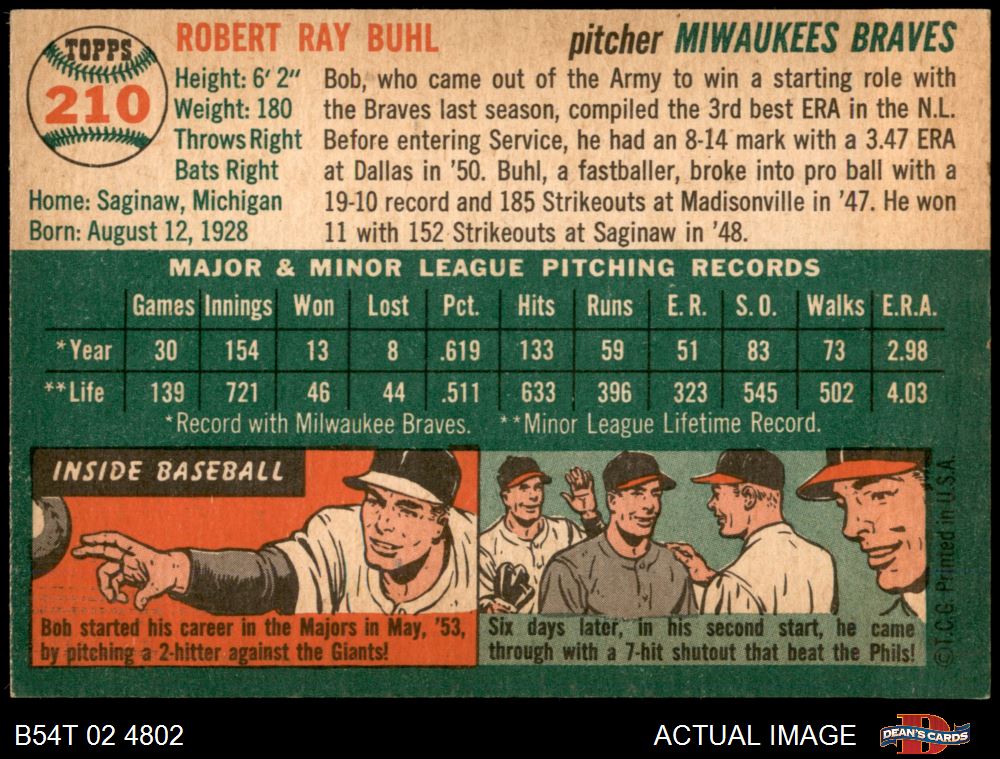 TOPPS
210
ROBERT RAY BUHL
pitcher MIWAUKEES BRAVES
Height: 6' 2"
Weight: 180
Throws Right
Bats Right
Home: Saginaw, Michigan
Born: August 12, 1928
Bob, who came out of the Army to win a starting role with
the Braves last season, compiled the 3rd best ERA in the N.L.
Before entering Service, he had an 8-14 mark with a 3.47 ERA
at Dallas in '50. Buhl, a fastballer, broke into pro ball with a
19-10 record and 185 Strikeouts at Madisonville in '47. He won
11 with 152 Strikeouts at Saginaw in '48.
MAJOR & MINOR LEAGUE PITCHING RECORDS
Games Innings Won Lost Pct. Hits Runs E.R. S.O. Walks E.R.A.
*Year 30 154 13 8 .619 133 59 51 83 73 2.98
**Life 139 721 46 44 .511 633 396 323 545 502 4.03
*Record with Milwaukee Braves. **Minor League Lifetime Record.
INSIDE BASEBALL
Bob started his career in the Majors in May, '53,
by pitching a 2-hitter against the Giants!
Six days later, in his second start, he came
through with a 7-hit shutout that beat the Phils!
©T.C.G. Printed in U.S.A.
B54T 02 4802
ACTUAL IMAGE
DEAN'S CARDS